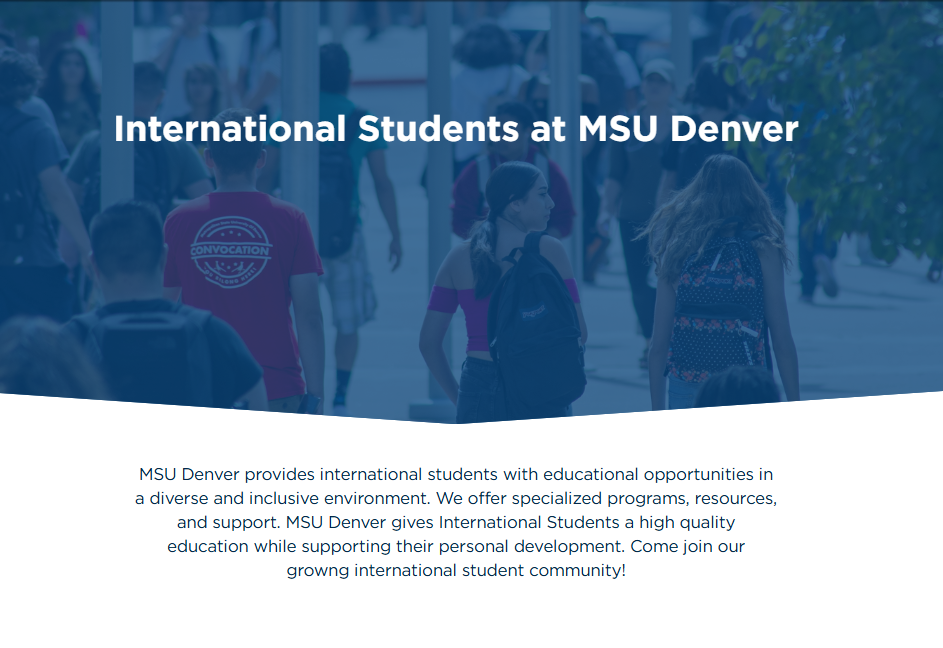 International Students at MSU Denver
CONVOCATION
MSU Denver provides international students with educational opportunities in
a diverse and inclusive environment. We offer specialized programs, resources,
and support. MSU Denver gives International Students a high quality
education while supporting their personal development. Come join our
growng international student community!